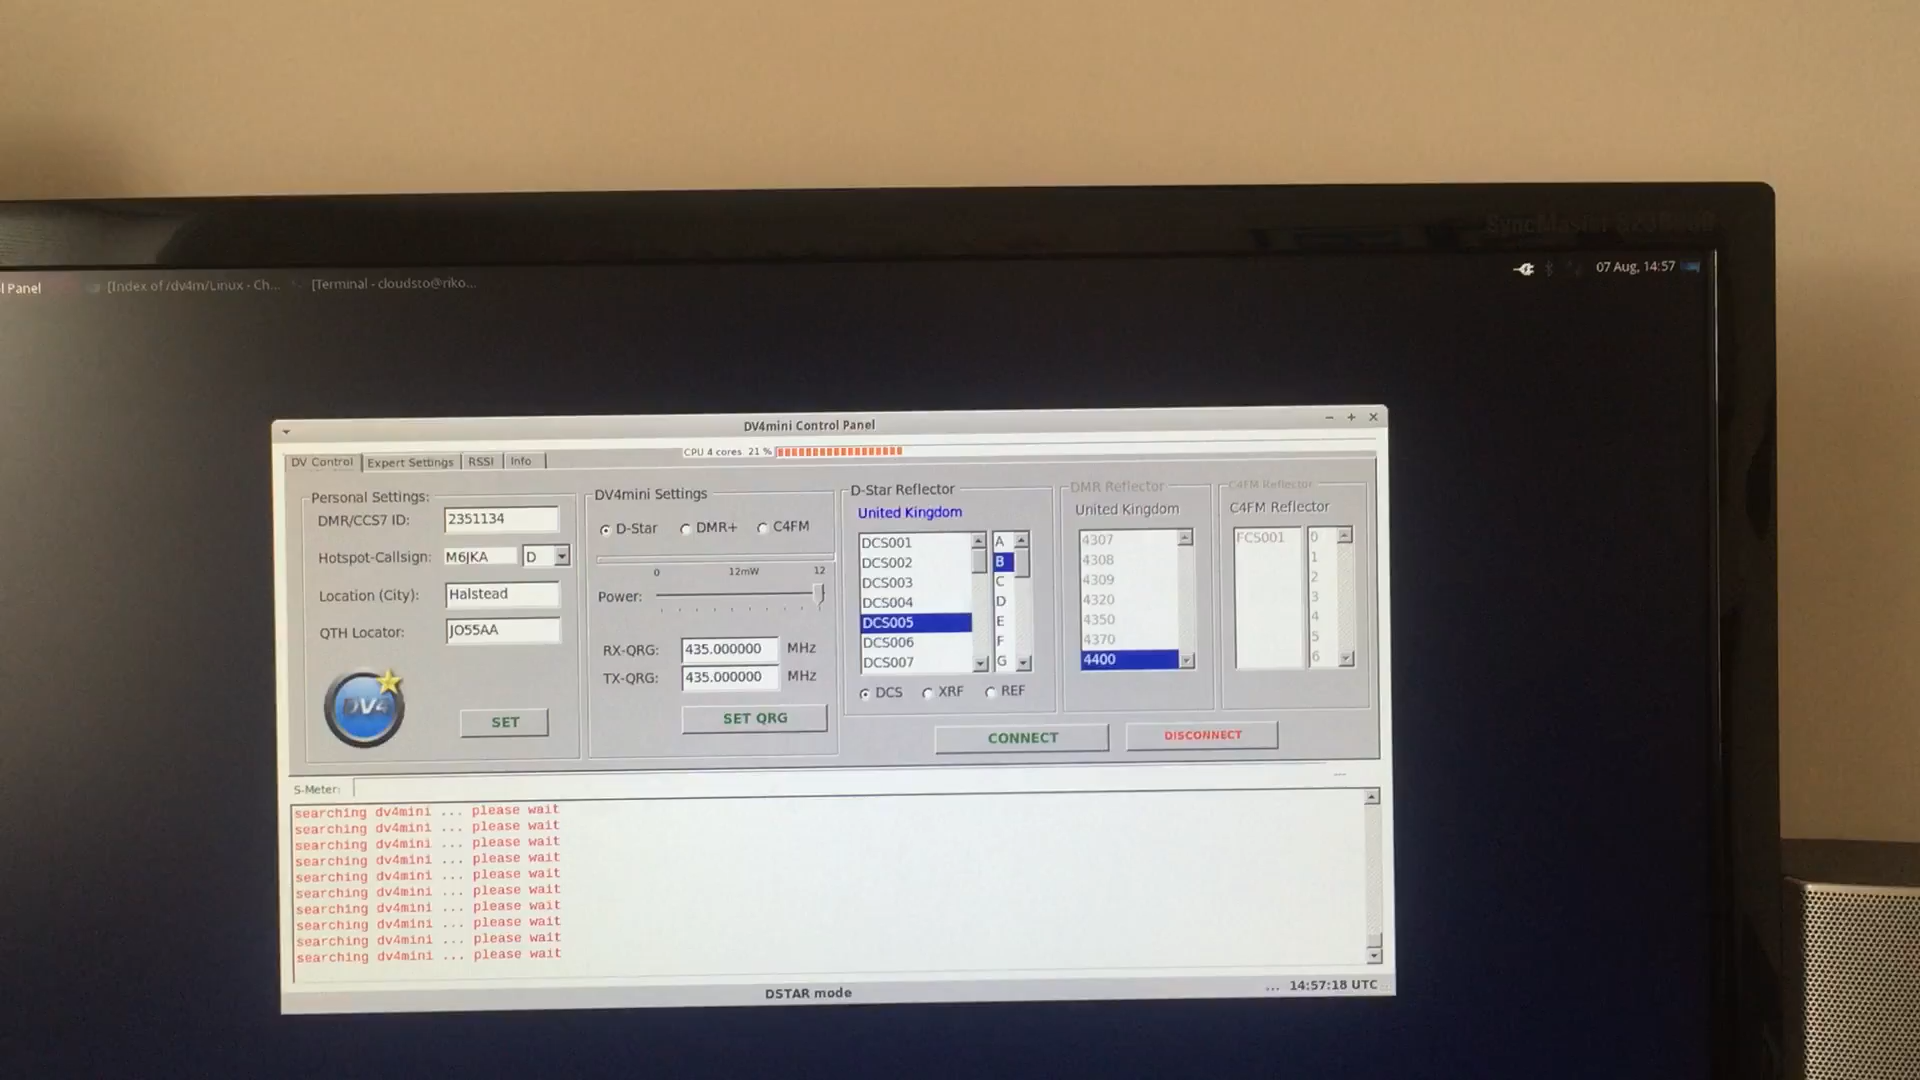 SyncMaster
l Panel
[Index of /dv4m/Linux - Ch...
[Terminal - cloudsto@riko...
07 Aug, 14:57
DV4mini Control Panel
CPU 4 cores 21 %
DV Control
Expert Settings
RSSI
Info
Personal Settings:
DMR/CCS7 ID:
2351134
Hotspot-Callsign:
M6JKA
D
Location (City):
Halstead
QTH Locator:
JO55AA
DV4
SET
DV4mini Settings
D-Star
DMR+
C4FM
0
12mW
12
Power:
RX-QRG:
435.000000
MHz
TX-QRG:
435.000000
MHz
SET QRG
D-Star Reflector
United Kingdom
DCS001
DCS002
DCS003
DCS004
DCS005
DCS006
DCS007
A
B
C
D
E
F
G
DCS
XRF
REF
DMR Reflector
United Kingdom
4307
4308
4309
4320
4350
4370
4400
C4FM Reflector
C4FM Reflector
FCS001
0
1
2
3
4
5
6
CONNECT
DISCONNECT
S-Meter:
---
searching dv4mini ... please wait
searching dv4mini ... please wait
searching dv4mini ... please wait
searching dv4mini ... please wait
searching dv4mini ... please wait
searching dv4mini ... please wait
searching dv4mini ... please wait
searching dv4mini ... please wait
searching dv4mini ... please wait
searching dv4mini ... please wait
DSTAR mode
... 14:57:18 UTC